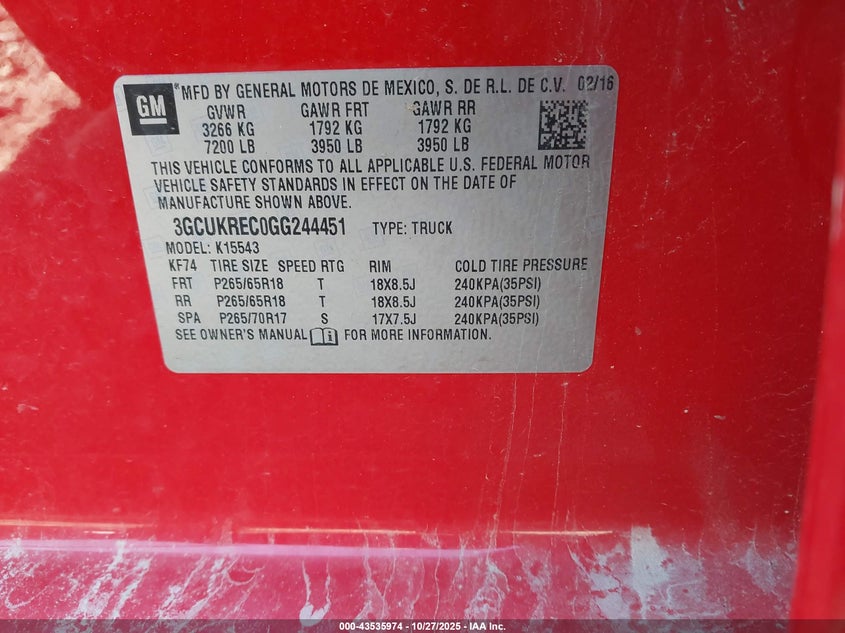 GM ® MFD BY GENERAL MOTORS DE MEXICO, S. DE R.L. DE C.V. 02/16
GVWR GAWR FRT GAWR RR
3266 KG 1792 KG 1792 KG
7200 LB 3950 LB 3950 LB
THIS VEHICLE CONFORMS TO ALL APPLICABLE U.S. FEDERAL MOTOR
VEHICLE SAFETY STANDARDS IN EFFECT ON THE DATE OF
MANUFACTURE SHOWN ABOVE.
3GCUKREC0GG244451 TYPE: TRUCK
MODEL: K15543
KF74 TIRE SIZE SPEED RTG RIM COLD TIRE PRESSURE
FRT P265/65R18 T 18X8.5J 240KPA(35PSI)
RR P265/65R18 T 18X8.5J 240KPA(35PSI)
SPA P265/70R17 S 17X7.5J 240KPA(35PSI)
SEE OWNER'S MANUAL i FOR MORE INFORMATION.
000-43535974 | 10/27/2025 - IAA Inc.